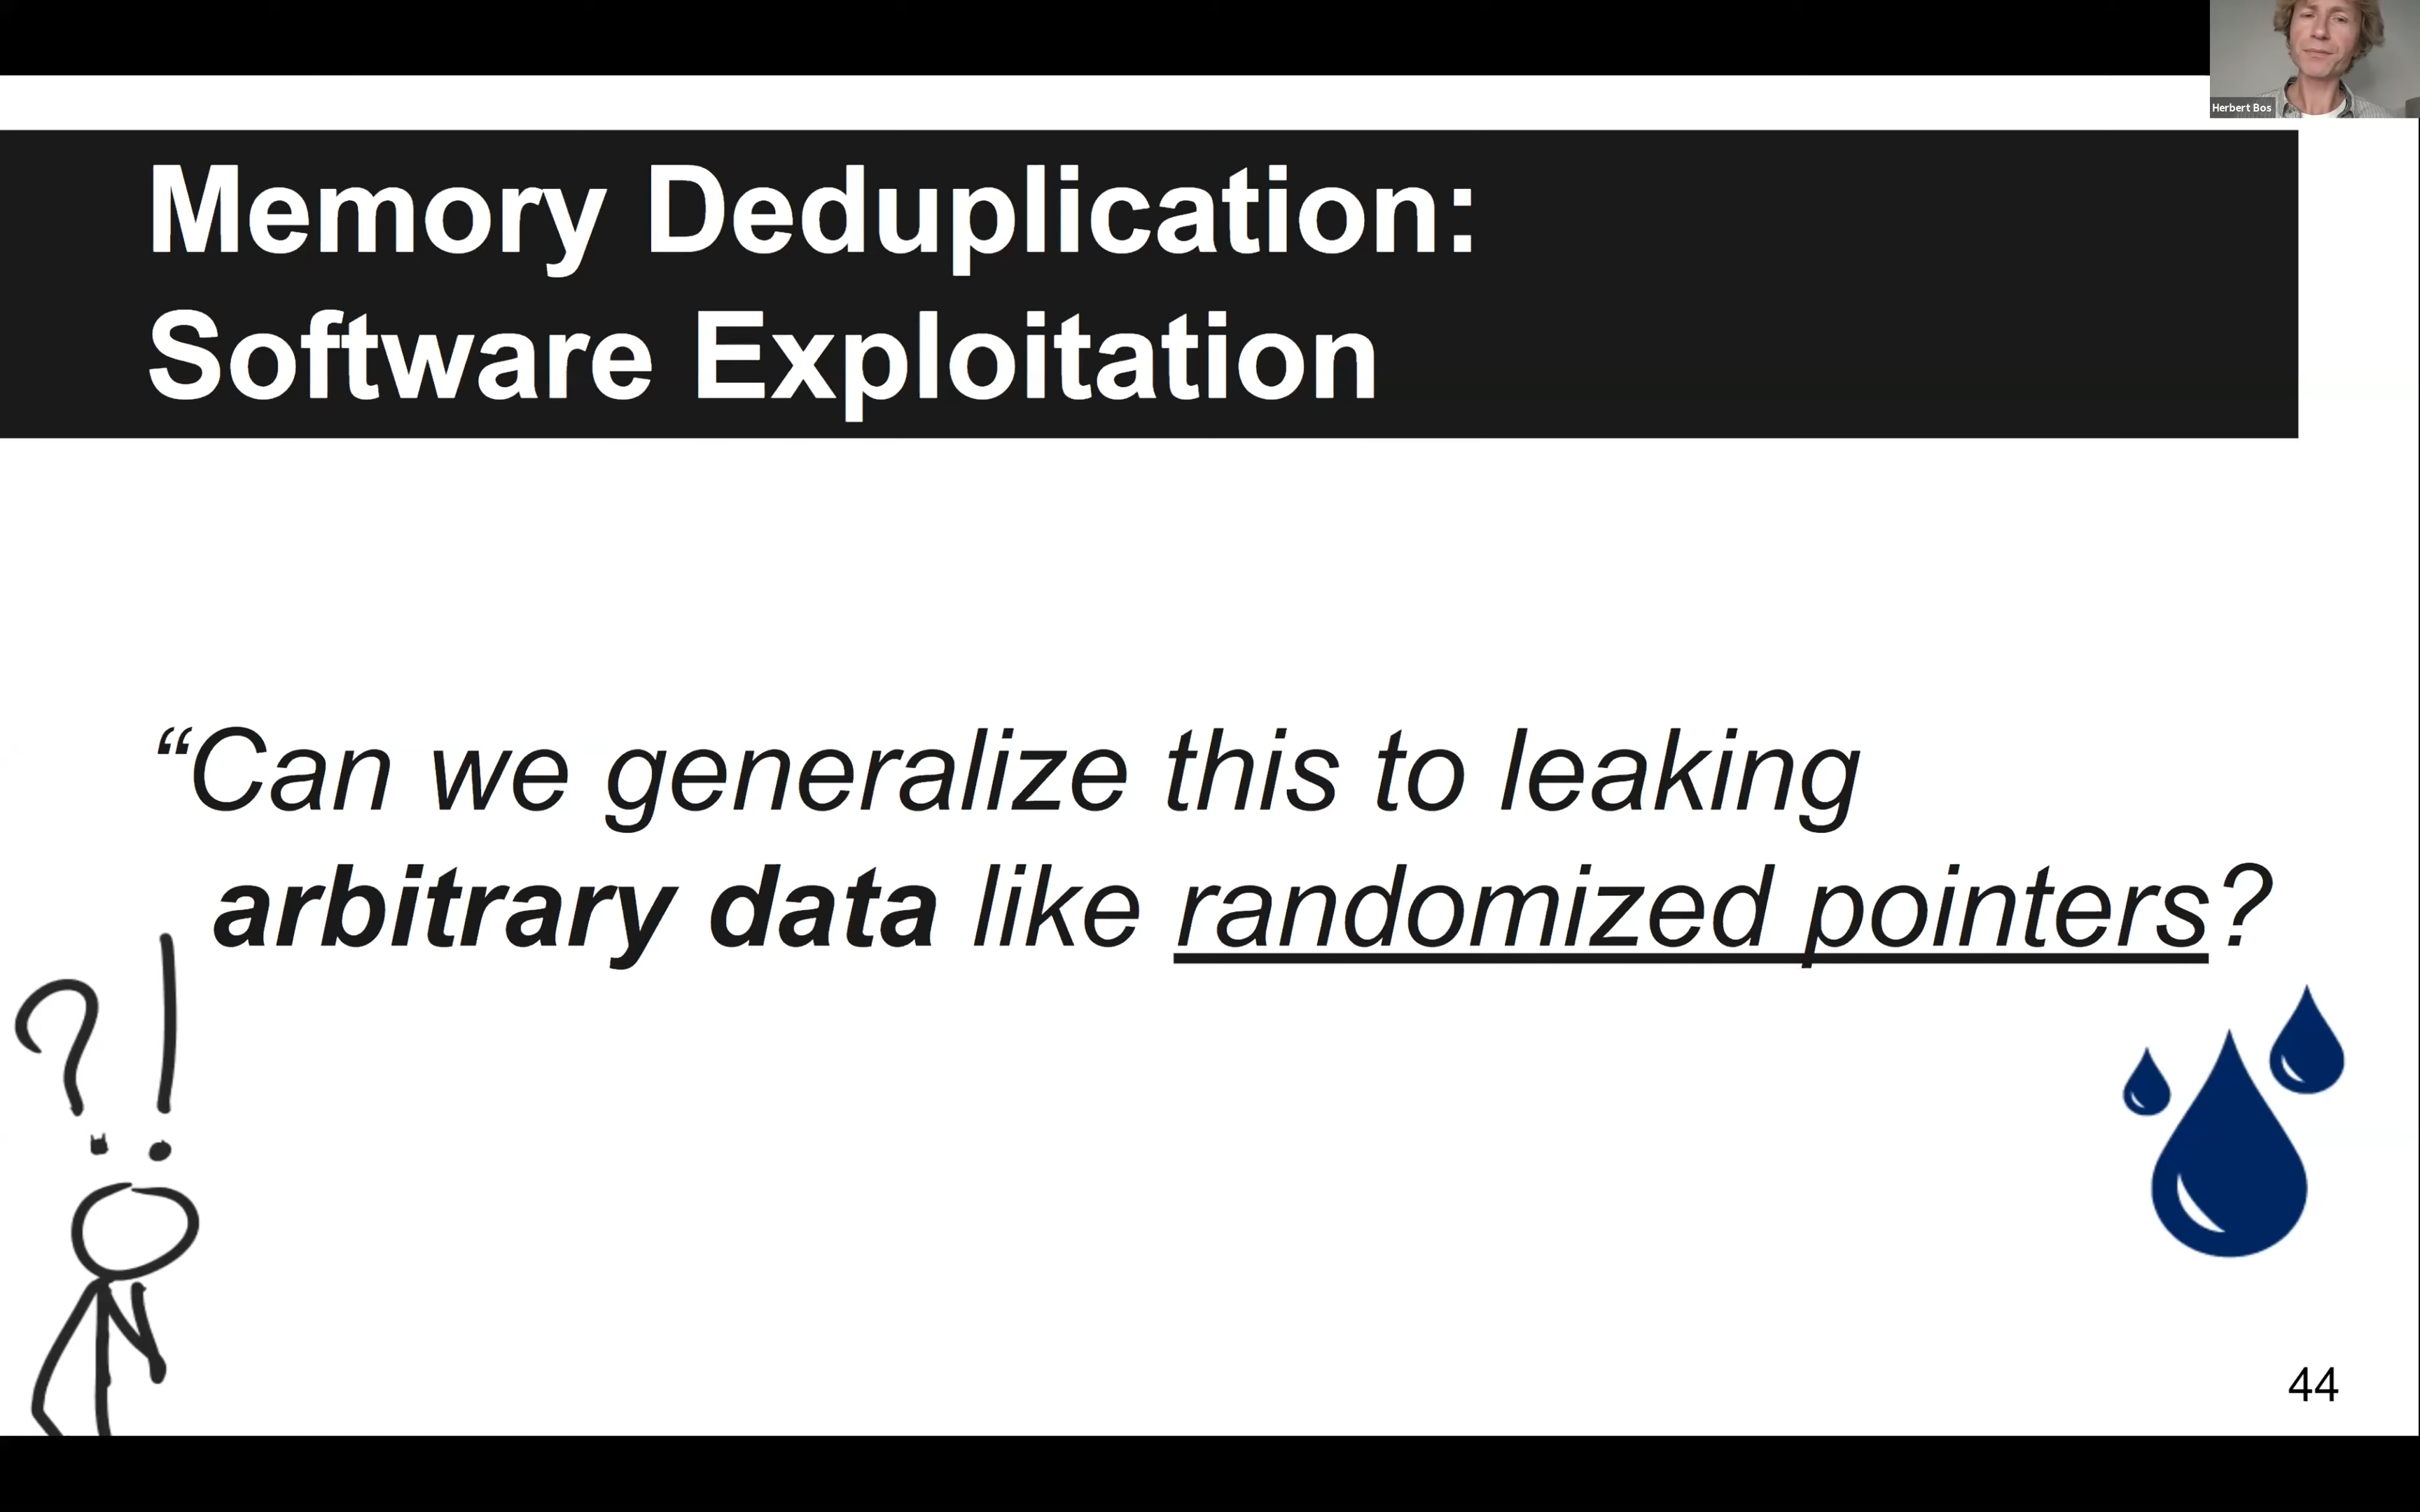 Herbert Bos
Memory Deduplication:
Software Exploitation
“Can we generalize this to leaking
arbitrary data like randomized pointers?
?!
44